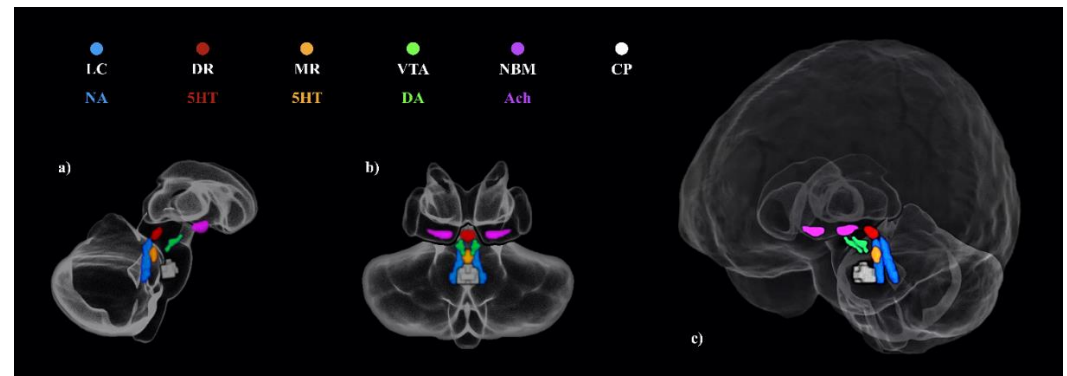 LC DR MR VTA NBM CP
NA 5HT 5HT DA Ach
a)
b)
c)